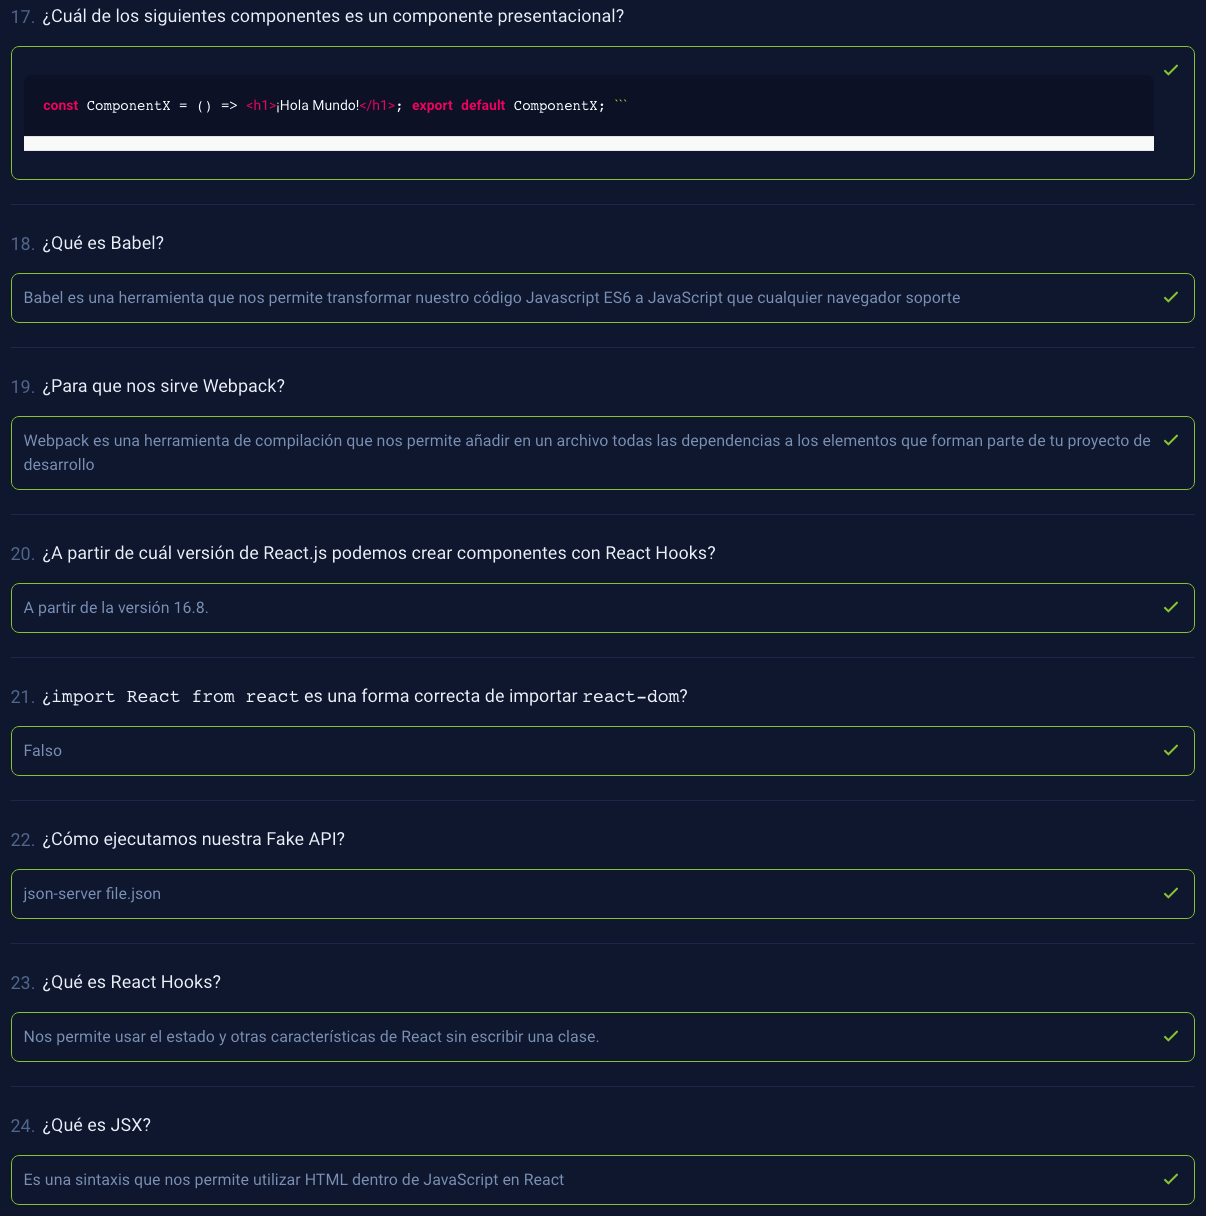 17. ¿Cuál de los siguientes componentes es un componente presentacional?
const ComponentX = () => <h1>¡Hola Mundo!</h1>; export default ComponentX; ```
18. ¿Qué es Babel?
Babel es una herramienta que nos permite transformar nuestro código Javascript ES6 a JavaScript que cualquier navegador soporte
19. ¿Para que nos sirve Webpack?
Webpack es una herramienta de compilación que nos permite añadir en un archivo todas las dependencias a los elementos que forman parte de tu proyecto de
desarrollo
20. ¿A partir de cuál versión de React.js podemos crear componentes con React Hooks?
A partir de la versión 16.8.
21. ¿import React from react es una forma correcta de importar react-dom?
Falso
22. ¿Cómo ejecutamos nuestra Fake API?
json-server file.json
23. ¿Qué es React Hooks?
Nos permite usar el estado y otras características de React sin escribir una clase.
24. ¿Qué es JSX?
Es una sintaxis que nos permite utilizar HTML dentro de JavaScript en React